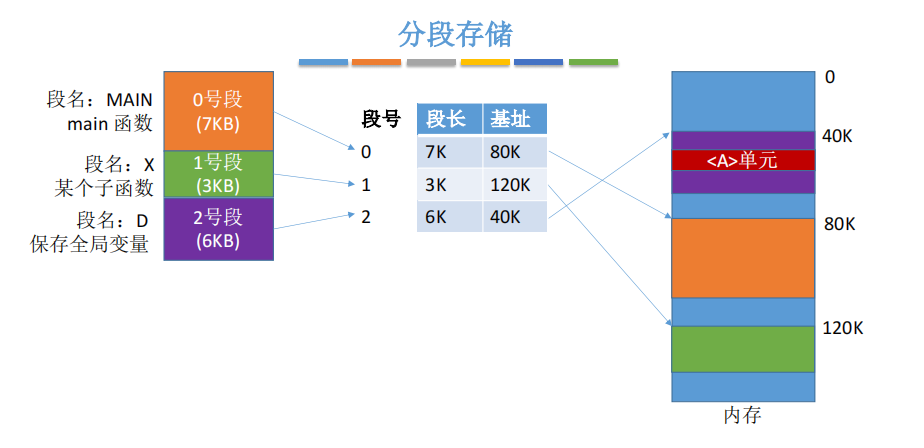 分段存储
段名：MAIN
main 函数
0号段
(7KB)
段名：X
某个子函数
1号段
(3KB)
段名：D
保存全局变量
2号段
(6KB)
段号 段长 基址
0 7K 80K
1 3K 120K
2 6K 40K
0
40K
<A>单元
80K
120K
内存